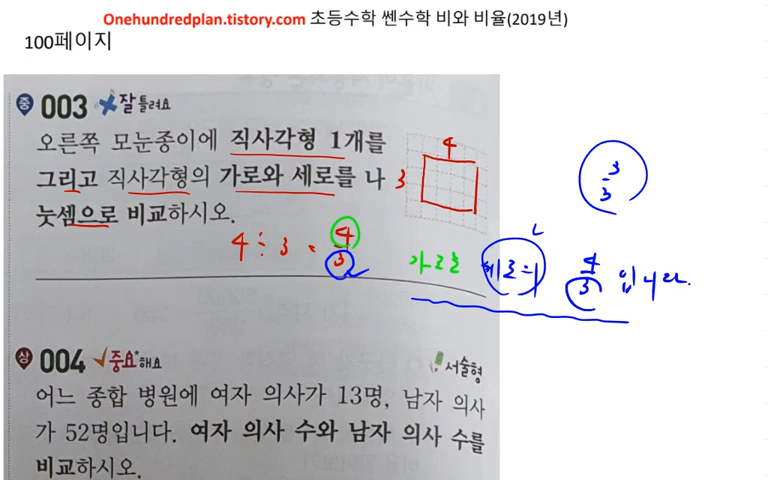 Onehundredplan.tistory.com 초등수학 쎈수학 비와 비율(2019년)
100페이지
중 003 잘 틀려요
오른쪽 모눈종이에 직사각형 1개를
그리고 직사각형의 가로와 세로를 나
눗셈으로 비교하시오.
4
3
3/3
4 ÷ 3 = 4/3
가로는 세로의 4/3 입니다.
상 004 중요해요 서술형
어느 종합 병원에 여자 의사가 13명, 남자 의사
가 52명입니다. 여자 의사 수와 남자 의사 수를
비교하시오.